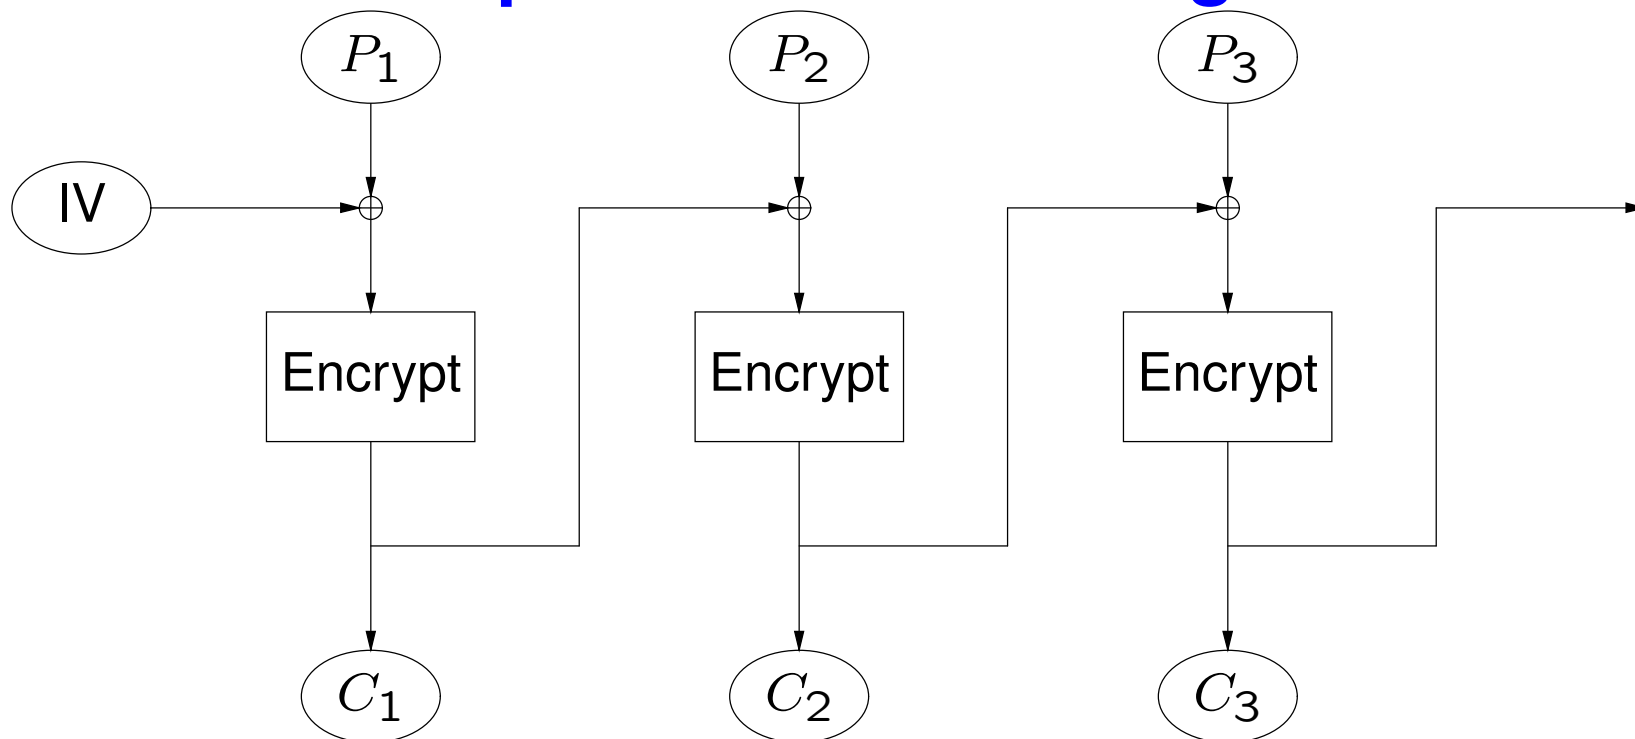 P₁ P₂ P₃
IV
Encrypt Encrypt Encrypt
C₁ C₂ C₃